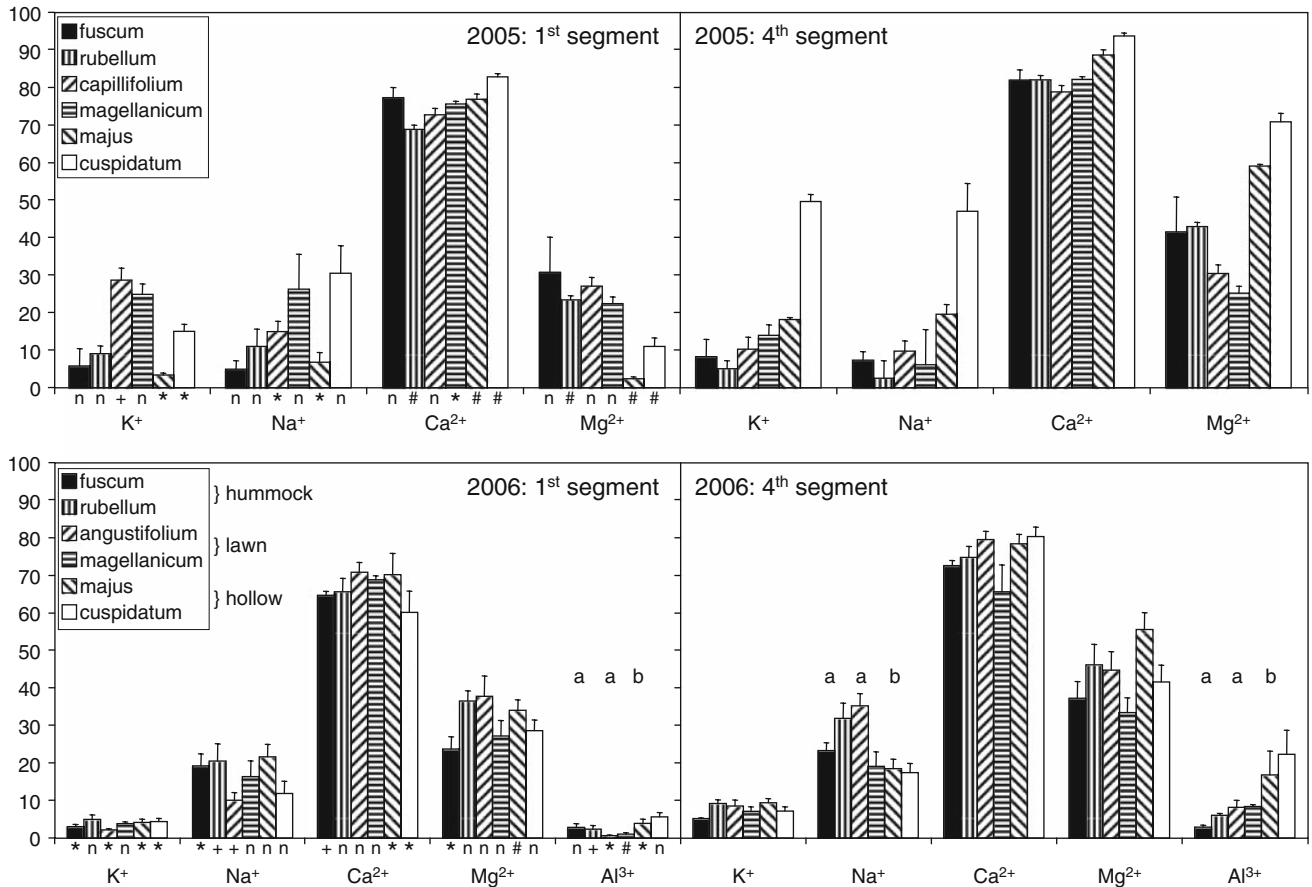 100
90
80
70
60
50
40
30
20
10
0
fuscum
rubellum
capillifolium
magellanicum
majus
cuspidatum
2005: 1st segment
2005: 4th segment
n n + n * *
n n * n * n
n # n * # #
n # n n # #
K+ Na+ Ca2+ Mg2+ K+ Na+ Ca2+ Mg2+
100
90
80
70
60
50
40
30
20
10
0
fuscum
rubellum
angustifolium
magellanicum
majus
cuspidatum
} hummock
} lawn
} hollow
2006: 1st segment
2006: 4th segment
a a b
a a b
a a b
* n * n * *
* + + n n n
+ n n n * *
* n n n # n
n + * # * n
K+ Na+ Ca2+ Mg2+ Al3+ K+ Na+ Ca2+ Mg2+ Al3+